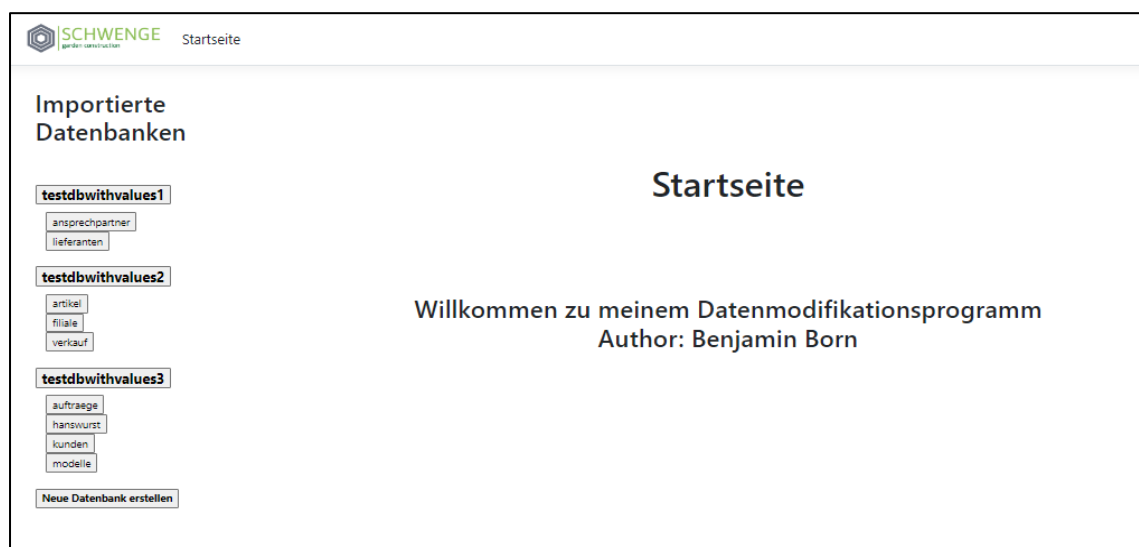 SCHWENGE
garden construction
Startseite
Importierte
Datenbanken
testdbwithvalues1
ansprechpartner
lieferanten
testdbwithvalues2
artikel
filiale
verkauf
testdbwithvalues3
auftraege
hanswurst
kunden
modelle
Neue Datenbank erstellen
Startseite
Willkommen zu meinem Datenmodifikationsprogramm
Author: Benjamin Born